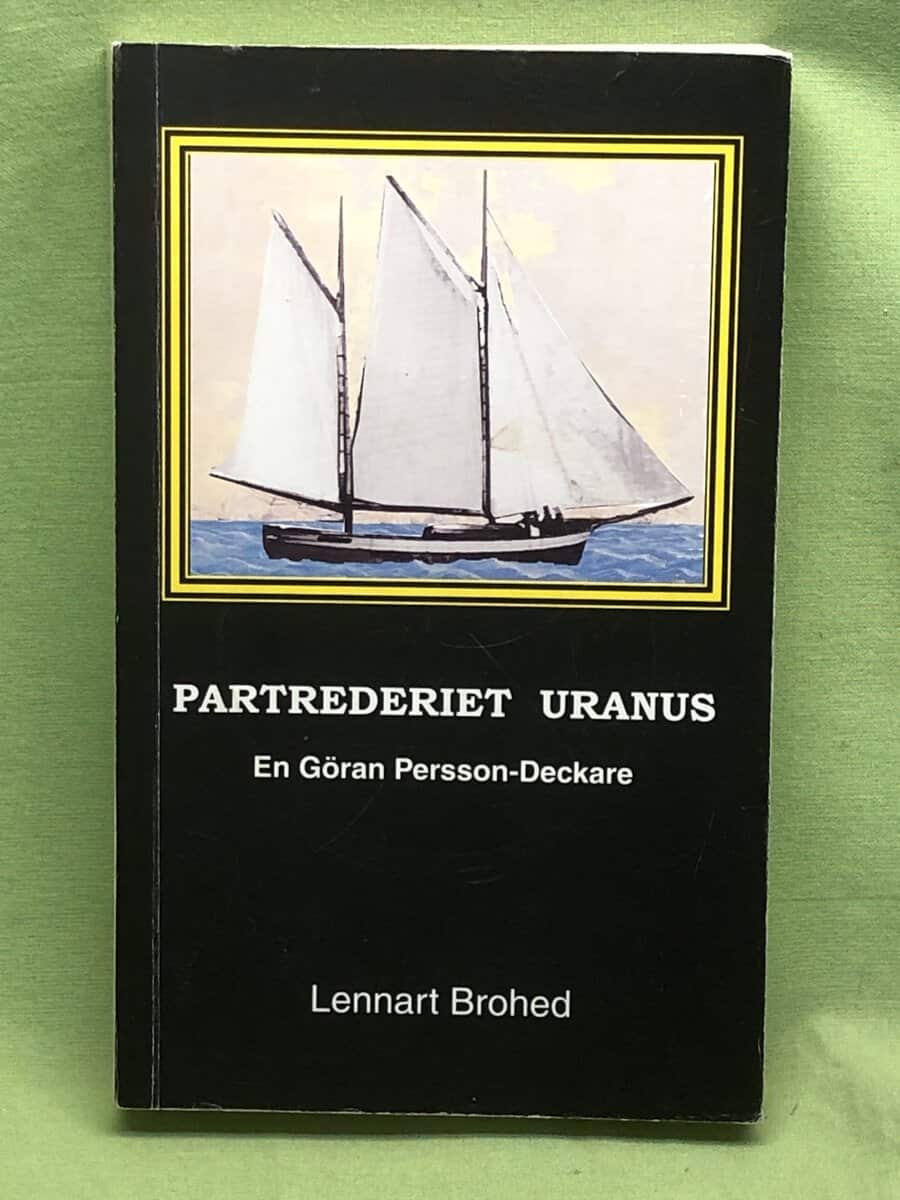 PARTREDERIET URANUS
En Göran Persson-Deckare
Lennart Brohed